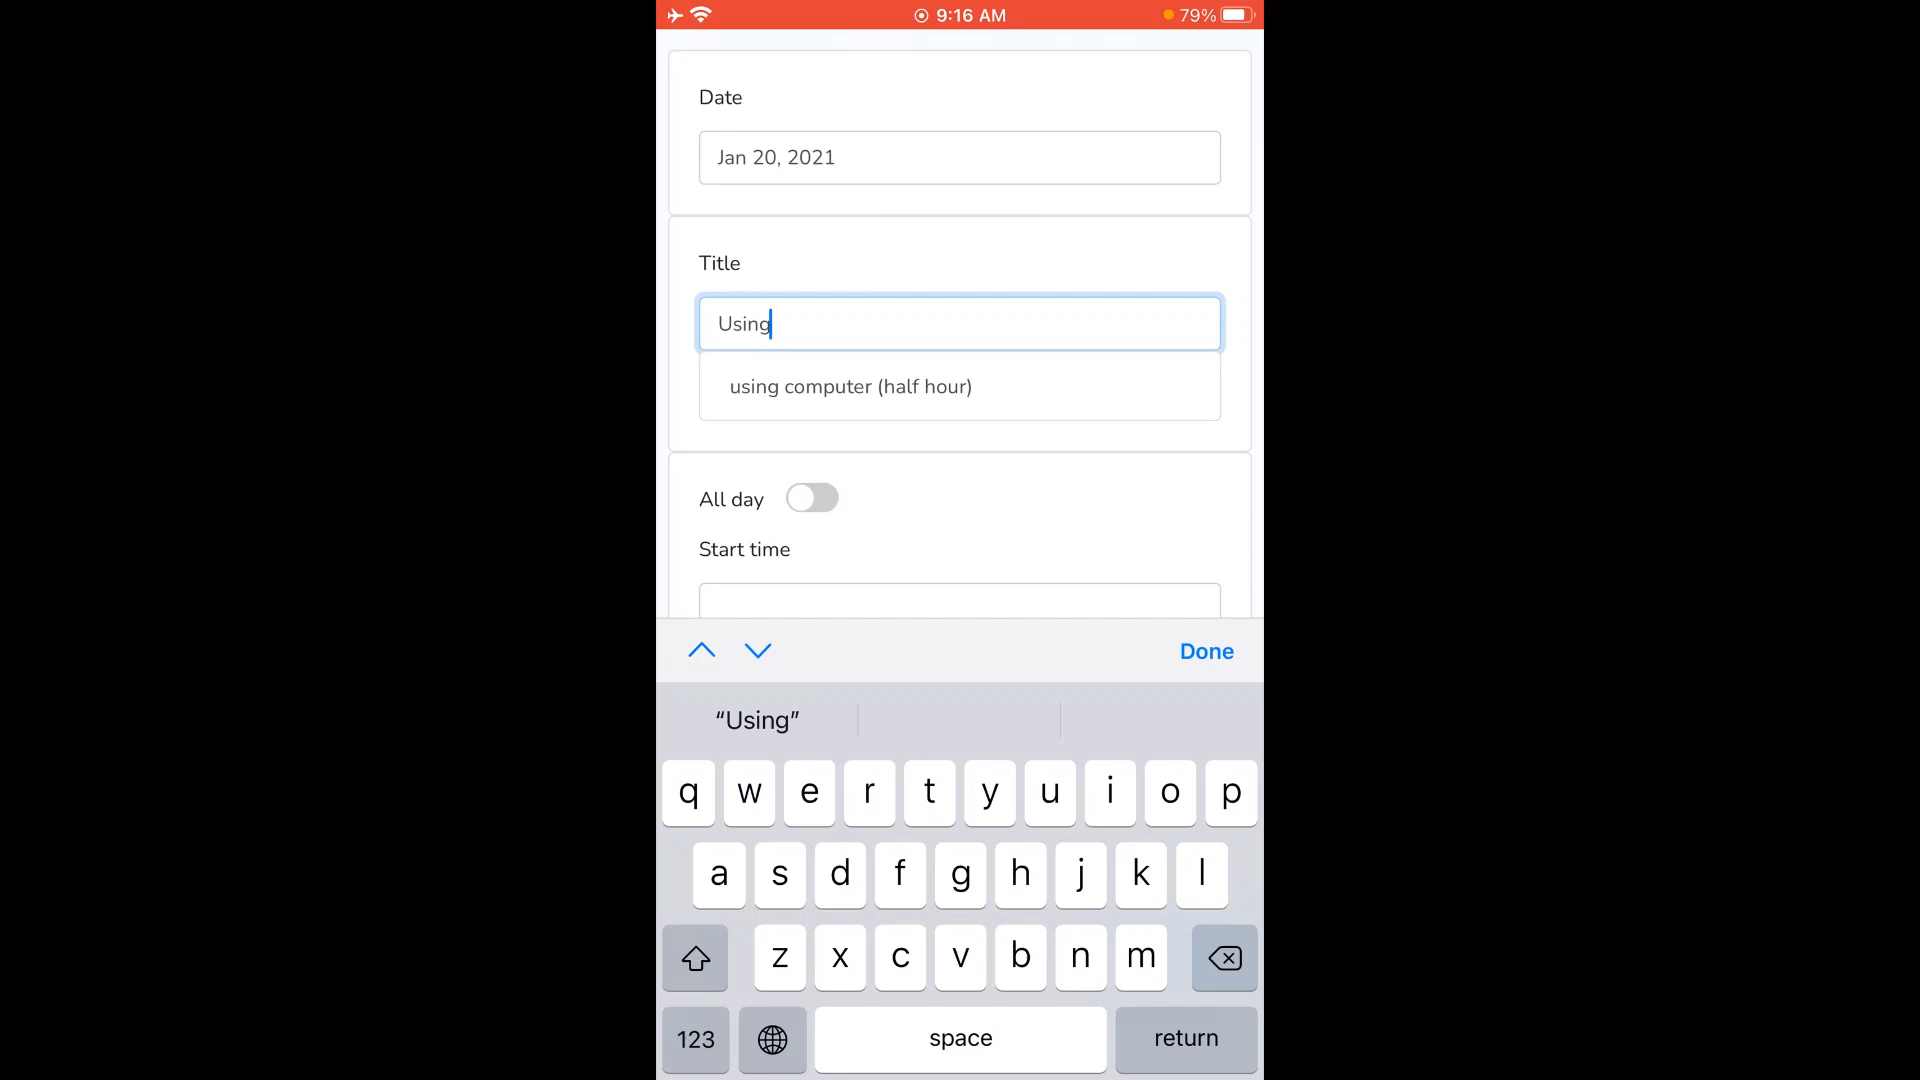 9:16 AM
79%
Date
Jan 20, 2021
Title
Using
using computer (half hour)
All day
Start time
Done
“Using”
q w e r t y u i o p
a s d f g h j k l
z x c v b n m
123 space return